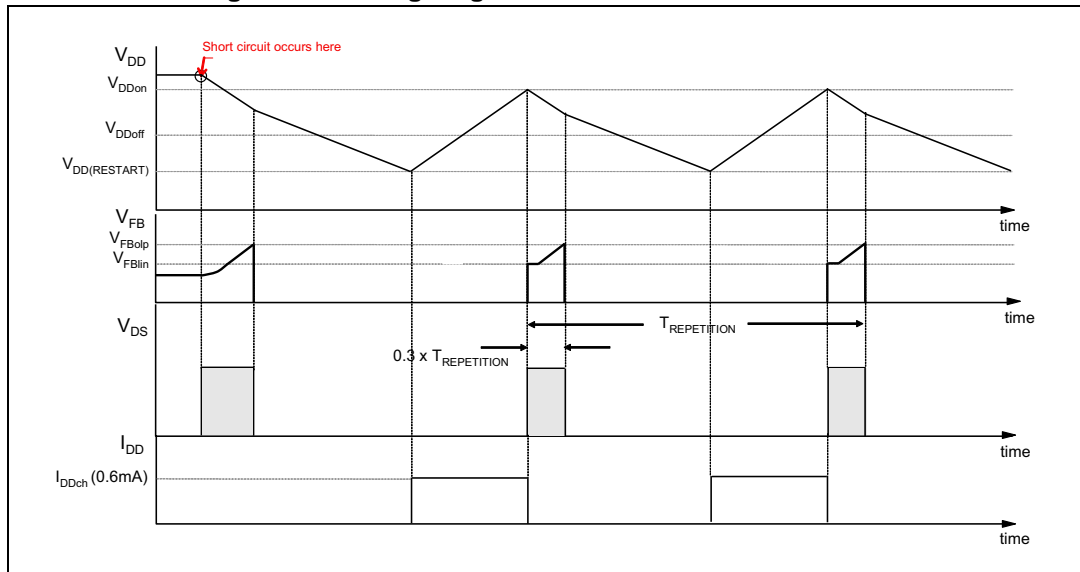 Short circuit occurs here
VDD
VDDon
VDDoff
VDD(RESTART)
time
VFB
VFBolp
VFBlin
time
VDS
TREPETITION
0.3 x TREPETITION
time
IDD
IDDch (0.6mA)
time